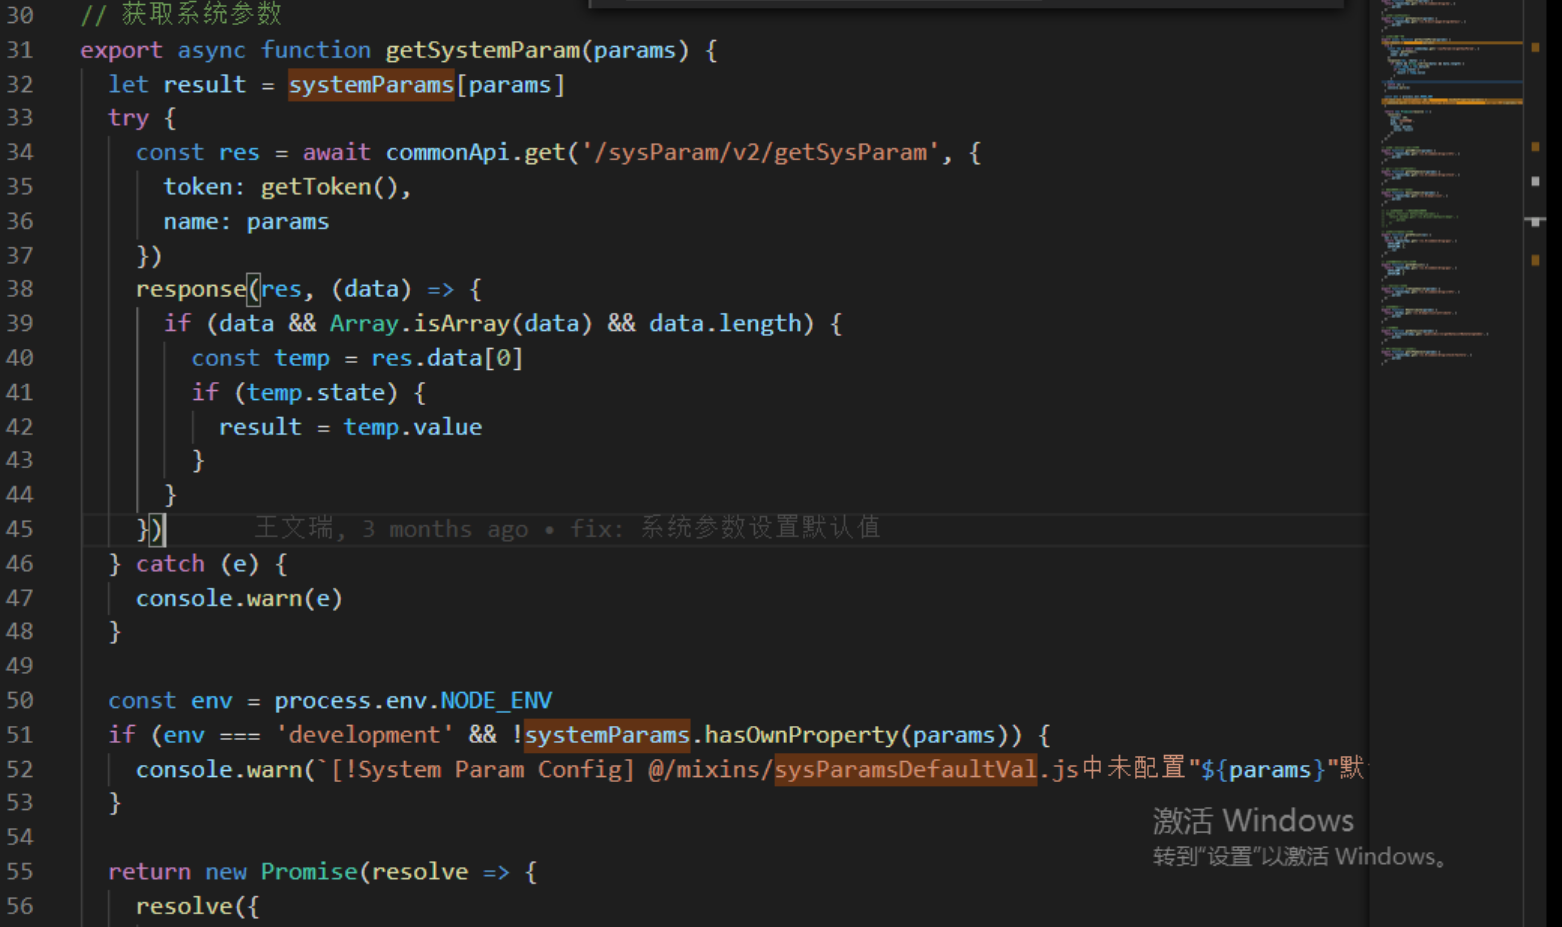 30 // 获取系统参数
31 export async function getSystemParam(params) {
32 let result = systemParams[params]
33 try {
34 const res = await commonApi.get('/sysParam/v2/getSysParam', {
35 token: getToken(),
36 name: params
37 })
38 response(res, (data) => {
39 if (data && Array.isArray(data) && data.length) {
40 const temp = res.data[0]
41 if (temp.state) {
42 result = temp.value
43 }
44 }
45 }) 王文瑞, 3 months ago • fix: 系统参数设置默认值
46 } catch (e) {
47 console.warn(e)
48 }
49
50 const env = process.env.NODE_ENV
51 if (env === 'development' && !systemParams.hasOwnProperty(params)) {
52 console.warn(`[!System Param Config] @/mixins/sysParamsDefaultVal.js中未配置"${params}"默
53 }
54
55 return new Promise(resolve => {
56 resolve({
激活 Windows
转到“设置”以激活 Windows。